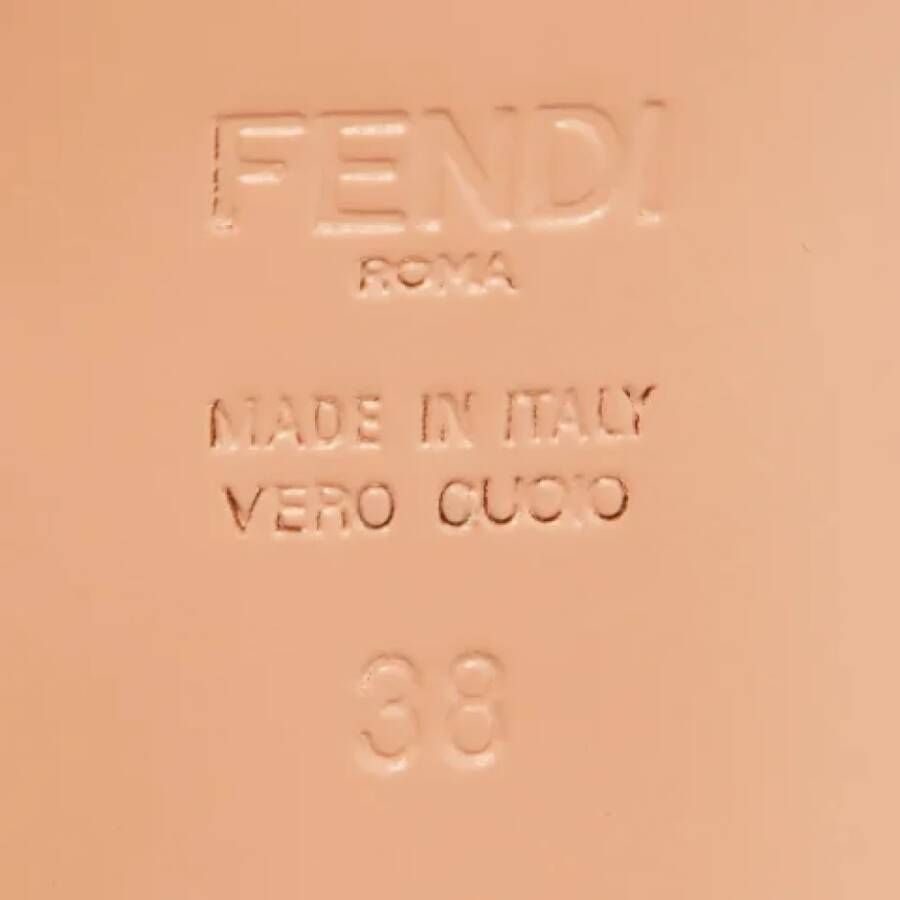 FENDI
ROMA
MADE IN ITALY
VERO CUOIO
38